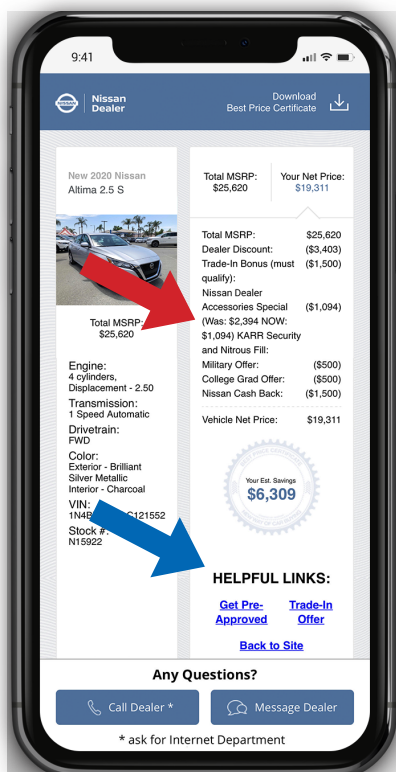 9:41
NISSAN
Nissan
Dealer
Download
Best Price Certificate
New 2020 Nissan
Altima 2.5 S
Total MSRP:
$25,620
Engine:
4 cylinders,
Displacement - 2.50
Transmission:
1 Speed Automatic
Drivetrain:
FWD
Color:
Exterior - Brilliant
Silver Metallic
Interior - Charcoal
VIN:
1N4B C121552
Stock #:
N15922
Total MSRP: Your Net Price:
$25,620 $19,311
Total MSRP: $25,620
Dealer Discount: ($3,403)
Trade-In Bonus (must ($1,500)
qualify):
Nissan Dealer
Accessories Special ($1,094)
(Was: $2,394 NOW:
$1,094) KARR Security
and Nitrous Fill:
Military Offer: ($500)
College Grad Offer: ($500)
Nissan Cash Back: ($1,500)
Vehicle Net Price: $19,311
Your Est. Savings
$6,309
HELPFUL LINKS:
Get Pre- Trade-In
Approved Offer
Back to Site
Any Questions?
Call Dealer * Message Dealer
* ask for Internet Department